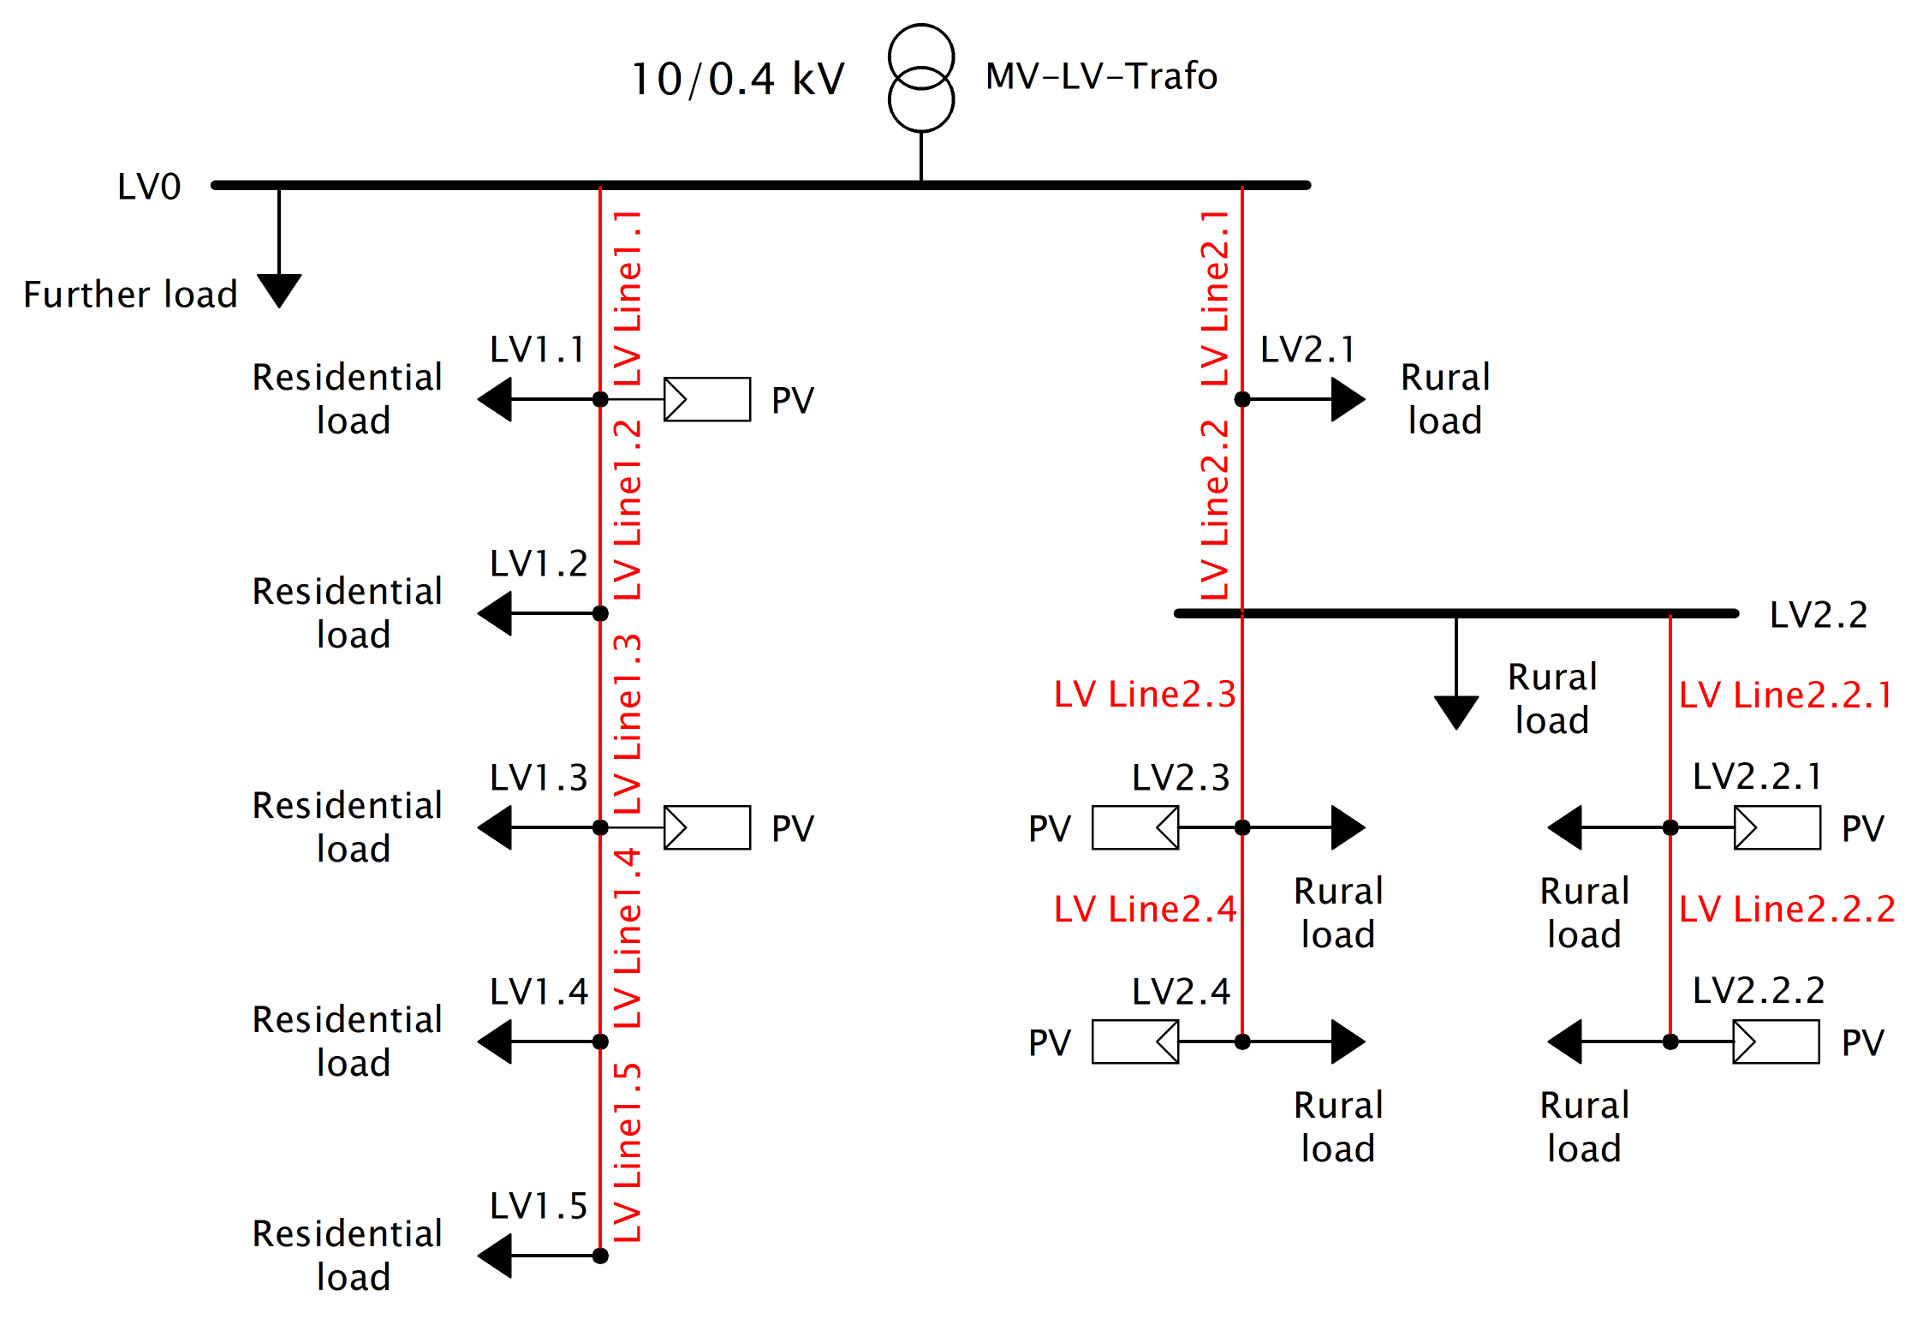 10/0.4 kV
MV-LV-Trafo
LV0
Further load
LV Line1.1
LV Line2.1
LV1.1
Residential
load
PV
LV2.1
Rural
load
LV Line1.2
LV Line2.2
LV1.2
Residential
load
LV2.2
LV Line1.3
Rural
load
LV Line2.3
LV Line2.2.1
LV1.3
Residential
load
PV
LV2.3
PV
Rural
load
LV2.2.1
PV
Rural
load
LV Line1.4
LV Line2.4
LV Line2.2.2
LV1.4
Residential
load
LV2.4
PV
Rural
load
LV2.2.2
PV
Rural
load
LV Line1.5
LV1.5
Residential
load